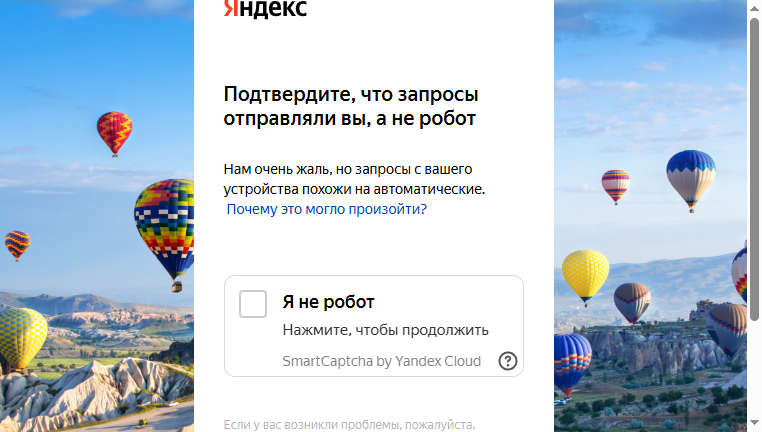 Яндекс
Подтвердите, что запросы
отправляли вы, а не робот
Нам очень жаль, но запросы с вашего
устройства похожи на автоматические.
Почему это могло произойти?
Я не робот
Нажмите, чтобы продолжить
SmartCaptcha by Yandex Cloud
Если у вас возникли проблемы, пожалуйста,